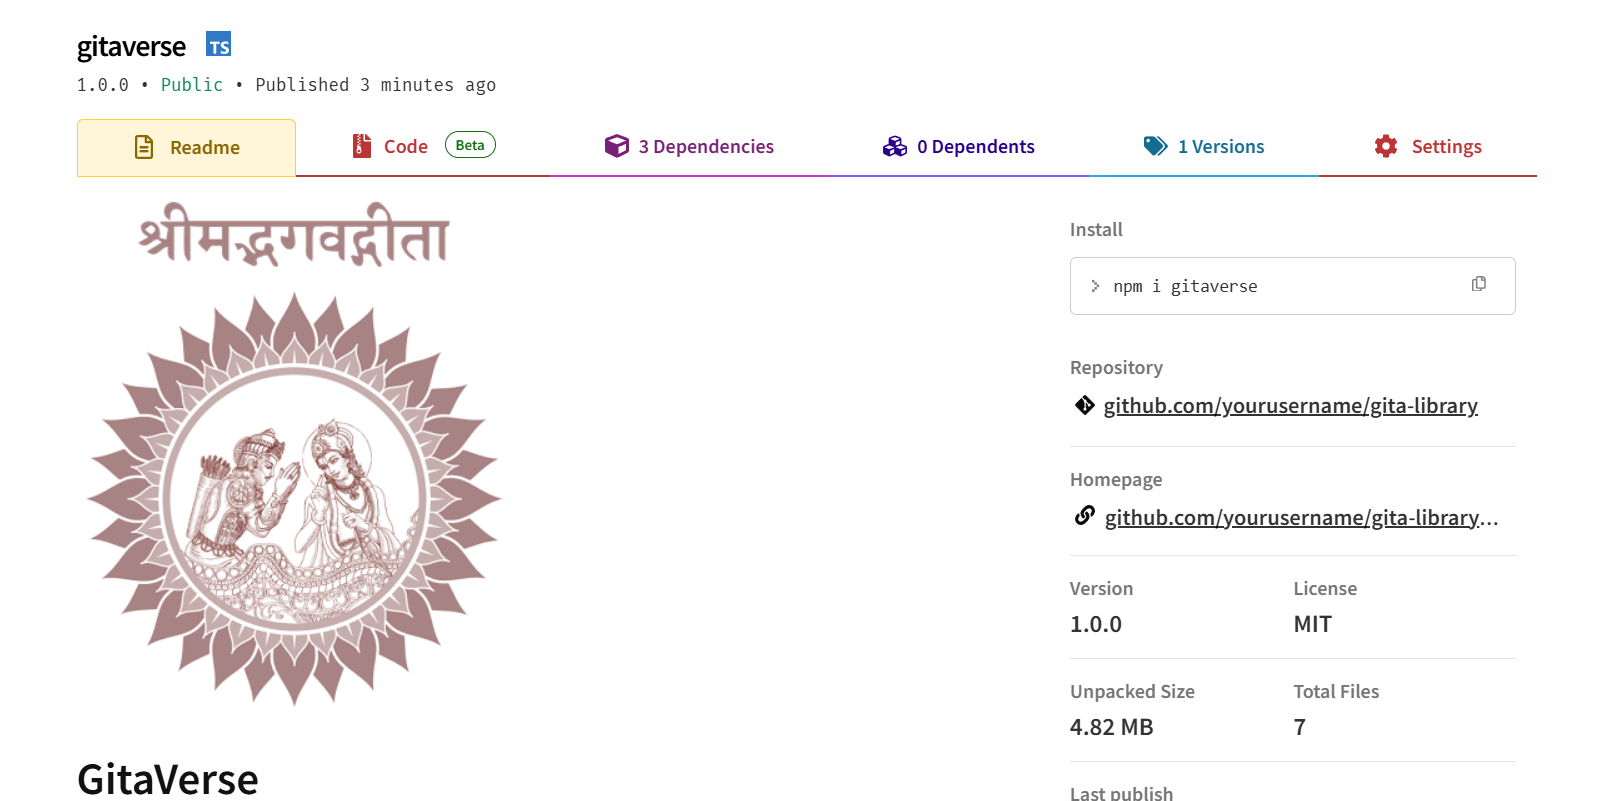 gitaverse TS
1.0.0 • Public • Published 3 minutes ago
Readme
Code Beta
3 Dependencies
0 Dependents
1 Versions
Settings
श्रीमद्भगवद्गीता
GitaVerse
Install
> npm i gitaverse
Repository
github.com/yourusername/gita-library
Homepage
github.com/yourusername/gita-library...
Version License
1.0.0 MIT
Unpacked Size Total Files
4.82 MB 7
Last publish